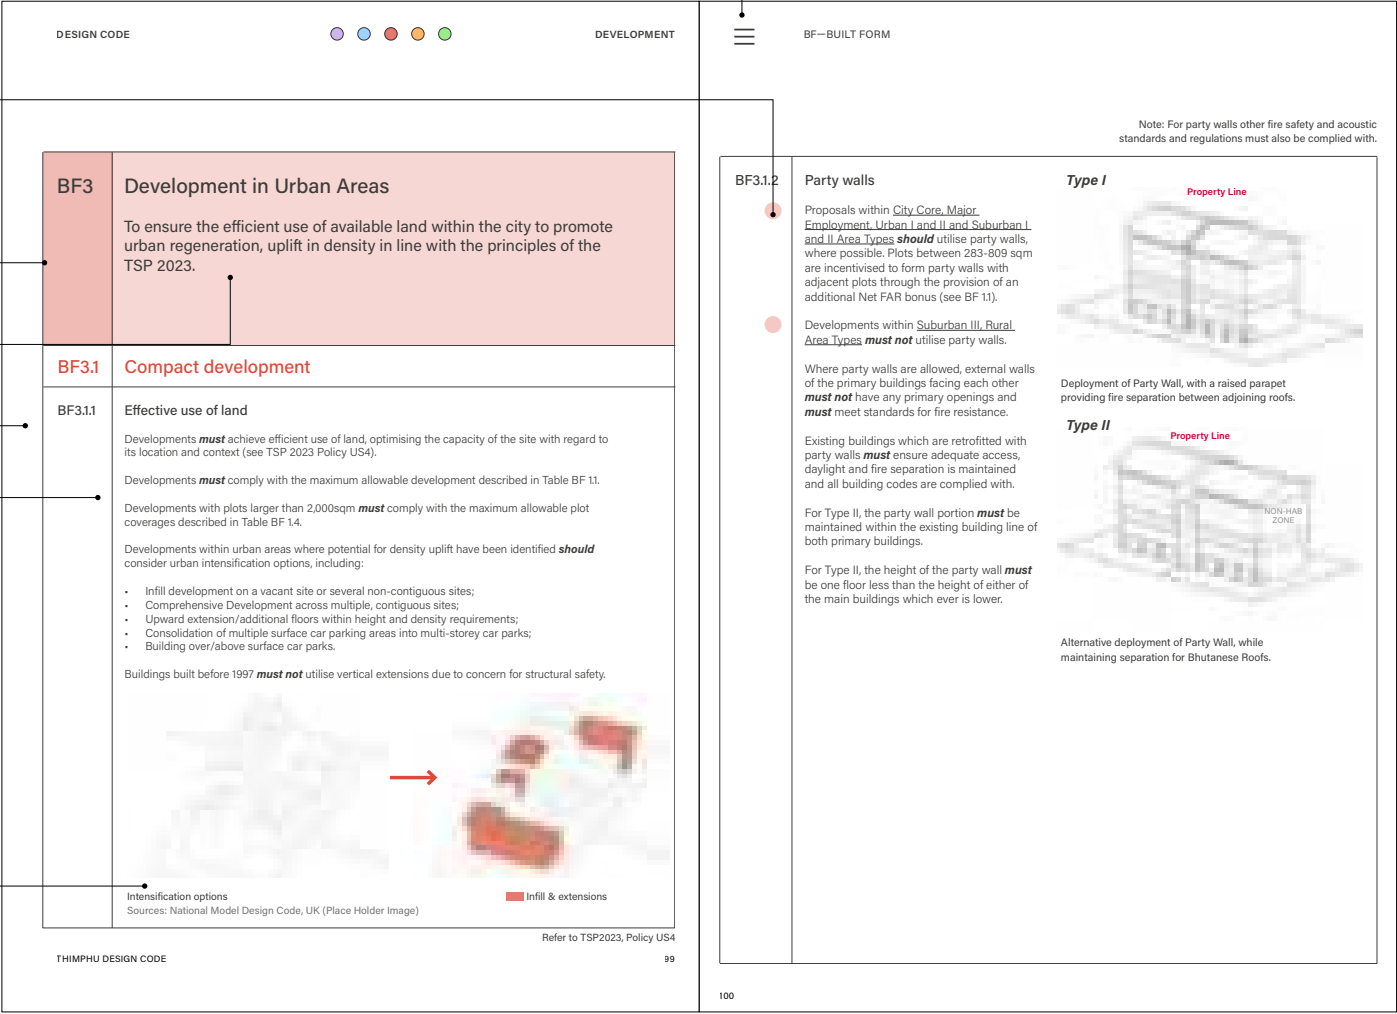 DESIGN CODE
DEVELOPMENT
BF3
Development in Urban Areas
To ensure the efficient use of available land within the city to promote
urban regeneration, uplift in density in line with the principles of the
TSP 2023.
BF3.1
Compact development
BF3.1.1
Effective use of land
Developments must achieve efficient use of land, optimising the capacity of the site with regard to
its location and context (see TSP 2023 Policy US4).
Developments must comply with the maximum allowable development described in Table BF 1.1.
Developments with plots larger than 2,000sqm must comply with the maximum allowable plot
coverages described in Table BF 1.4.
Developments within urban areas where potential for density uplift have been identified should
consider urban intensification options, including:
• Infill development on a vacant site or several non-contiguous sites;
• Comprehensive Development across multiple, contiguous sites;
• Upward extension/additional floors within height and density requirements;
• Consolidation of multiple surface car parking areas into multi-storey car parks;
• Building over/above surface car parks.
Buildings built before 1997 must not utilise vertical extensions due to concern for structural safety.
Intensification options
Infill & extensions
Sources: National Model Design Code, UK (Place Holder Image)
Refer to TSP2023, Policy US4
THIMPHU DESIGN CODE
99
BF—BUILT FORM
Note: For party walls other fire safety and acoustic
standards and regulations must also be complied with.
BF3.1.2
Party walls
Proposals within City Core, Major
Employment, Urban I and II and Suburban I
and II Area Types should utilise party walls,
where possible. Plots between 283-809 sqm
are incentivised to form party walls with
adjacent plots through the provision of an
additional Net FAR bonus (see BF 1.1).
Developments within Suburban III, Rural
Area Types must not utilise party walls.
Where party walls are allowed, external walls
of the primary buildings facing each other
must not have any primary openings and
must meet standards for fire resistance.
Existing buildings which are retrofitted with
party walls must ensure adequate access,
daylight and fire separation is maintained
and all building codes are complied with.
For Type II, the party wall portion must be
maintained within the existing building line of
both primary buildings.
For Type II, the height of the party wall must
be one floor less than the height of either of
the main buildings which ever is lower.
Type I
Property Line
Deployment of Party Wall, with a raised parapet
providing fire separation between adjoining roofs.
Type II
Property Line
NON-HAB
ZONE
Alternative deployment of Party Wall, while
maintaining separation for Bhutanese Roofs.
100